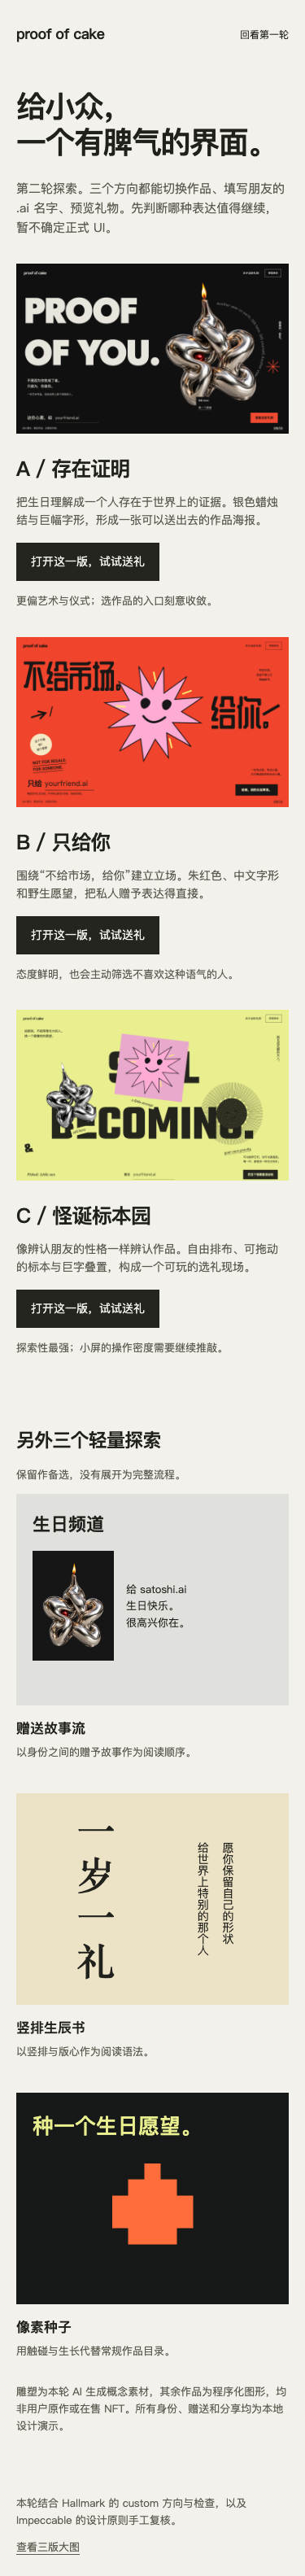 proof of cake
回看第一轮
给小众，
一个有脾气的界面。
第二轮探索。三个方向都能切换作品、填写朋友的
.ai 名字、预览礼物。先判断哪种表达值得继续，
暂不确定正式 UI。
proof of cake
PROOF
OF YOU.
yourfriend.ai
A / 存在证明
把生日理解成一个人存在于世界上的证据。银色蜡烛
结与巨幅字形，形成一张可以送出去的作品海报。
打开这一版，试试送礼
更偏艺术与仪式；选作品的入口刻意收敛。
proof of cake
不给市场。
给你
NOT FOR RESALE.
FOR SOMEONE.
只给 yourfriend.ai
B / 只给你
围绕“不给市场，给你”建立立场。朱红色、中文字形
和野生愿望，把私人赠予表达得直接。
打开这一版，试试送礼
态度鲜明，也会主动筛选不喜欢这种语气的人。
proof of cake
BECOMING.
yourfriend.ai
C / 怪诞标本园
像辨认朋友的性格一样辨认作品。自由排布、可拖动
的标本与巨字叠置，构成一个可玩的选礼现场。
打开这一版，试试送礼
探索性最强；小屏的操作密度需要继续推敲。
另外三个轻量探索
保留作备选，没有展开为完整流程。
生日频道
给 satoshi.ai
生日快乐。
很高兴你在。
赠送故事流
以身份之间的赠予故事作为阅读顺序。
一岁一礼
愿你保留自己的形状
给世界上特别的那个人
竖排生辰书
以竖排与版心作为阅读语法。
种一个生日愿望。
像素种子
用触碰与生长代替常规作品目录。
雕塑为本轮 AI 生成概念素材，其余作品为程序化图形，均
非用户原作或在售 NFT。所有身份、赠送和分享均为本地
设计演示。
本轮结合 Hallmark 的 custom 方向与检查，以及
Impeccable 的设计原则手工复核。
查看三版大图